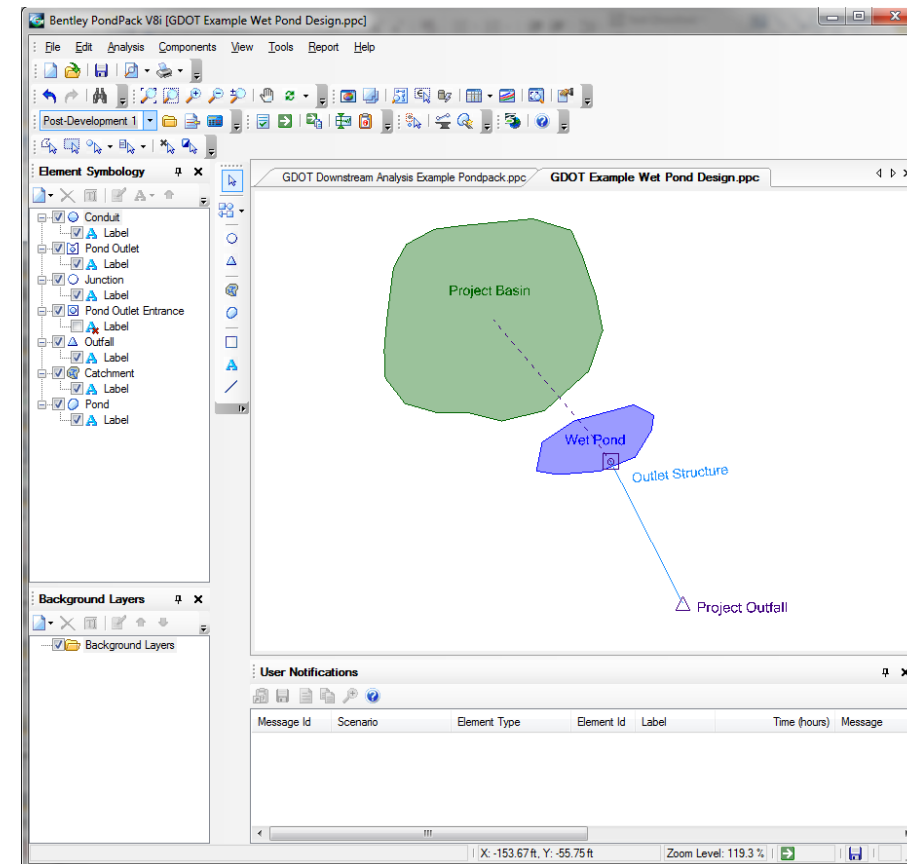 Bentley PondPack V8i [GDOT Example Wet Pond Design.ppc]
File Edit Analysis Components View Tools Report Help
Post-Development 1
Element Symbology
GDOT Downstream Analysis Example Pondpack.ppc GDOT Example Wet Pond Design.ppc
Conduit
Label
Pond Outlet
Label
Junction
Label
Pond Outlet Entrance
Label
Outfall
Label
Catchment
Label
Pond
Label
Project Basin
Wet Pond
Outlet Structure
Project Outfall
Background Layers
Background Layers
User Notifications
Message Id Scenario Element Type Element Id Label Time (hours) Message
X: -153.67 ft, Y: -55.75 ft Zoom Level: 119.3 %